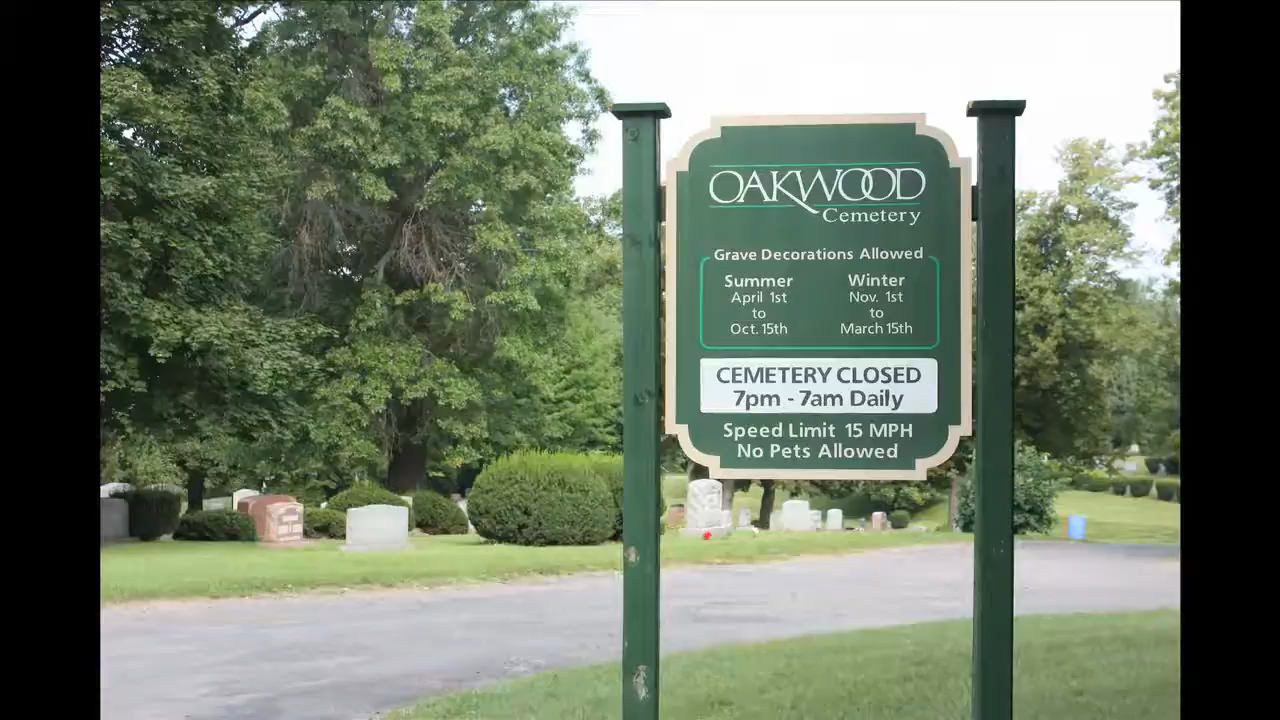 OAKWOOD
Cemetery
Grave Decorations Allowed
Summer Winter
April 1st Nov. 1st
to to
Oct. 15th March 15th
CEMETERY CLOSED
7pm - 7am Daily
Speed Limit 15 MPH
No Pets Allowed